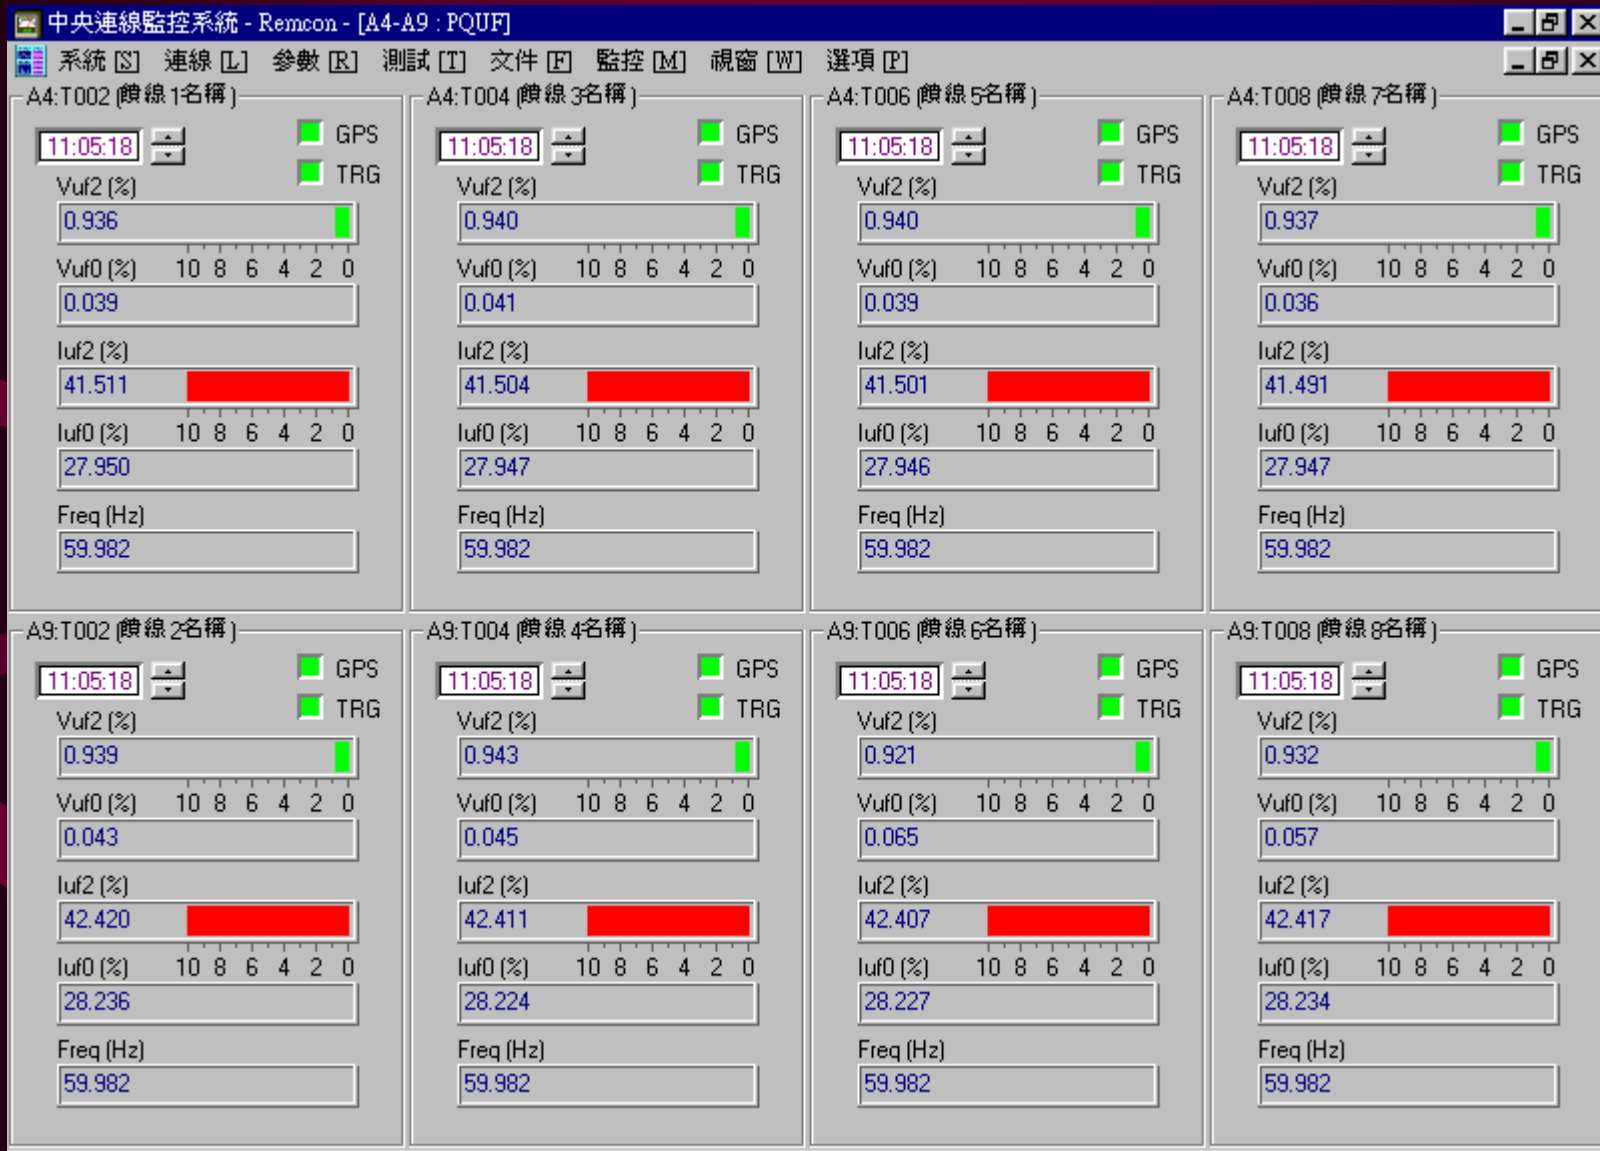 中央連線監控系統 - Remcon - [A4-A9 : PQUF]
系統 [S] 連線 [L] 參數 [R] 測試 [T] 文件 [F] 監控 [M] 視窗 [W] 選項 [P]
A4:T002 (饋線 1名稱)
11:05:18
GPS
TRG
Vuf2 (%)
0.936
Vuf0 (%) 10 8 6 4 2 0
0.039
Iuf2 (%)
41.511
Iuf0 (%) 10 8 6 4 2 0
27.950
Freq (Hz)
59.982
A4:T004 (饋線 3名稱)
11:05:18
GPS
TRG
Vuf2 (%)
0.940
Vuf0 (%) 10 8 6 4 2 0
0.041
Iuf2 (%)
41.504
Iuf0 (%) 10 8 6 4 2 0
27.947
Freq (Hz)
59.982
A4:T006 (饋線 5名稱)
11:05:18
GPS
TRG
Vuf2 (%)
0.940
Vuf0 (%) 10 8 6 4 2 0
0.039
Iuf2 (%)
41.501
Iuf0 (%) 10 8 6 4 2 0
27.946
Freq (Hz)
59.982
A4:T008 (饋線 7名稱)
11:05:18
GPS
TRG
Vuf2 (%)
0.937
Vuf0 (%) 10 8 6 4 2 0
0.036
Iuf2 (%)
41.491
Iuf0 (%) 10 8 6 4 2 0
27.947
Freq (Hz)
59.982
A9:T002 (饋線 2名稱)
11:05:18
GPS
TRG
Vuf2 (%)
0.939
Vuf0 (%) 10 8 6 4 2 0
0.043
Iuf2 (%)
42.420
Iuf0 (%) 10 8 6 4 2 0
28.236
Freq (Hz)
59.982
A9:T004 (饋線 4名稱)
11:05:18
GPS
TRG
Vuf2 (%)
0.943
Vuf0 (%) 10 8 6 4 2 0
0.045
Iuf2 (%)
42.411
Iuf0 (%) 10 8 6 4 2 0
28.224
Freq (Hz)
59.982
A9:T006 (饋線 6名稱)
11:05:18
GPS
TRG
Vuf2 (%)
0.921
Vuf0 (%) 10 8 6 4 2 0
0.065
Iuf2 (%)
42.407
Iuf0 (%) 10 8 6 4 2 0
28.227
Freq (Hz)
59.982
A9:T008 (饋線 8名稱)
11:05:18
GPS
TRG
Vuf2 (%)
0.932
Vuf0 (%) 10 8 6 4 2 0
0.057
Iuf2 (%)
42.417
Iuf0 (%) 10 8 6 4 2 0
28.234
Freq (Hz)
59.982